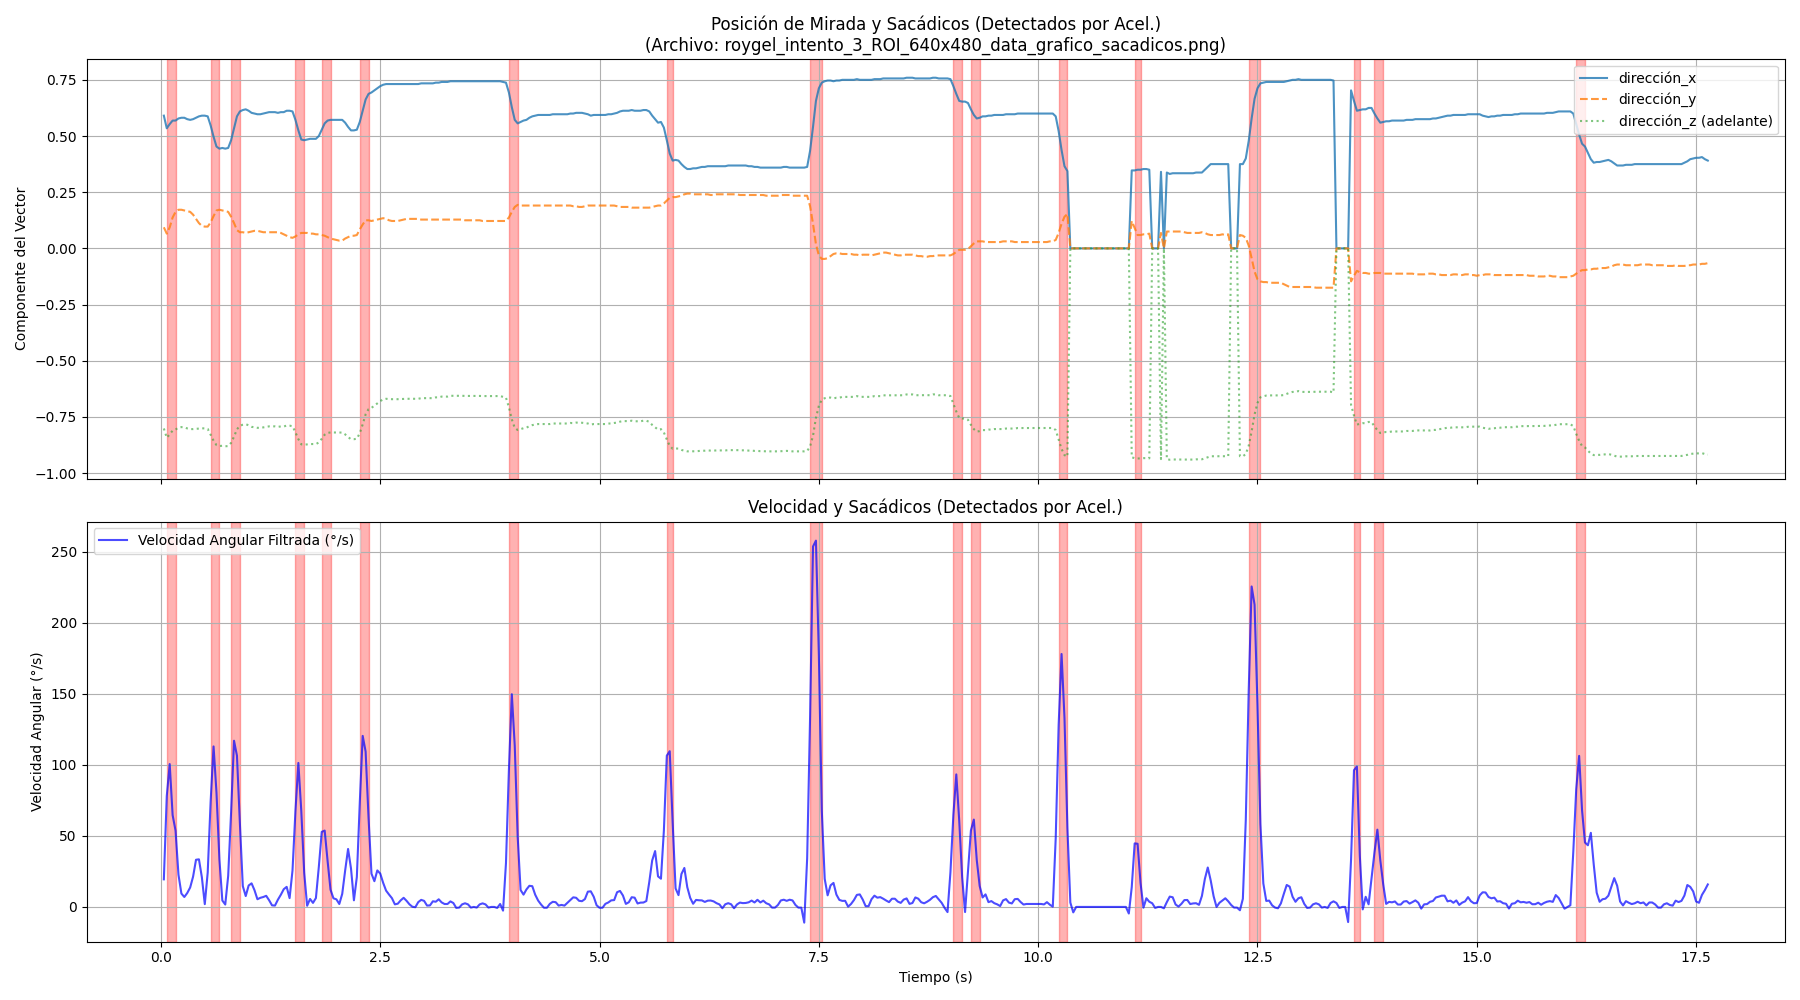 Posición de Mirada y Sacádicos (Detectados por Acel.)
(Archivo: roygel_intento_3_ROI_640x480_data_grafico_sacadicos.png)
Componente del Vector
0.75
0.50
0.25
0.00
−0.25
−0.50
−0.75
−1.00
dirección_x
dirección_y
dirección_z (adelante)
Velocidad y Sacádicos (Detectados por Acel.)
Velocidad Angular (°/s)
250
200
150
100
50
0
Velocidad Angular Filtrada (°/s)
0.0 2.5 5.0 7.5 10.0 12.5 15.0 17.5
Tiempo (s)